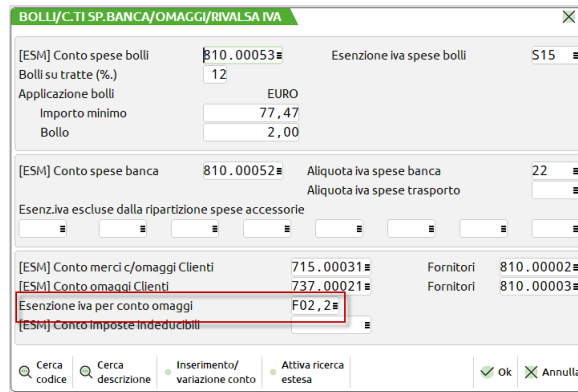 BOLLI/C.TI SP.BANCA/OMAGGI/RIVALSA IVA
[ESM] Conto spese bolli 810.00053 Esenzione iva spese bolli S15
Bolli su tratte (%.) 12
Applicazione bolli EURO
Importo minimo 77,47
Bollo 2,00
[ESM] Conto spese banca 810.00052 Aliquota iva spese banca 22
Aliquota iva spese trasporto
Esenz.iva escluse dalla ripartizione spese accessorie
[ESM] Conto merci c/omaggi Clienti 715.00031 Fornitori 810.00002
[ESM] Conto omaggi Clienti 737.00021 Fornitori 810.00003
Esenzione iva per conto omaggi F02,2
[ESM] Conto imposte indeducibili
Cerca codice Cerca descrizione Inserimento/ variazione conto Attiva ricerca estesa Ok Annulla